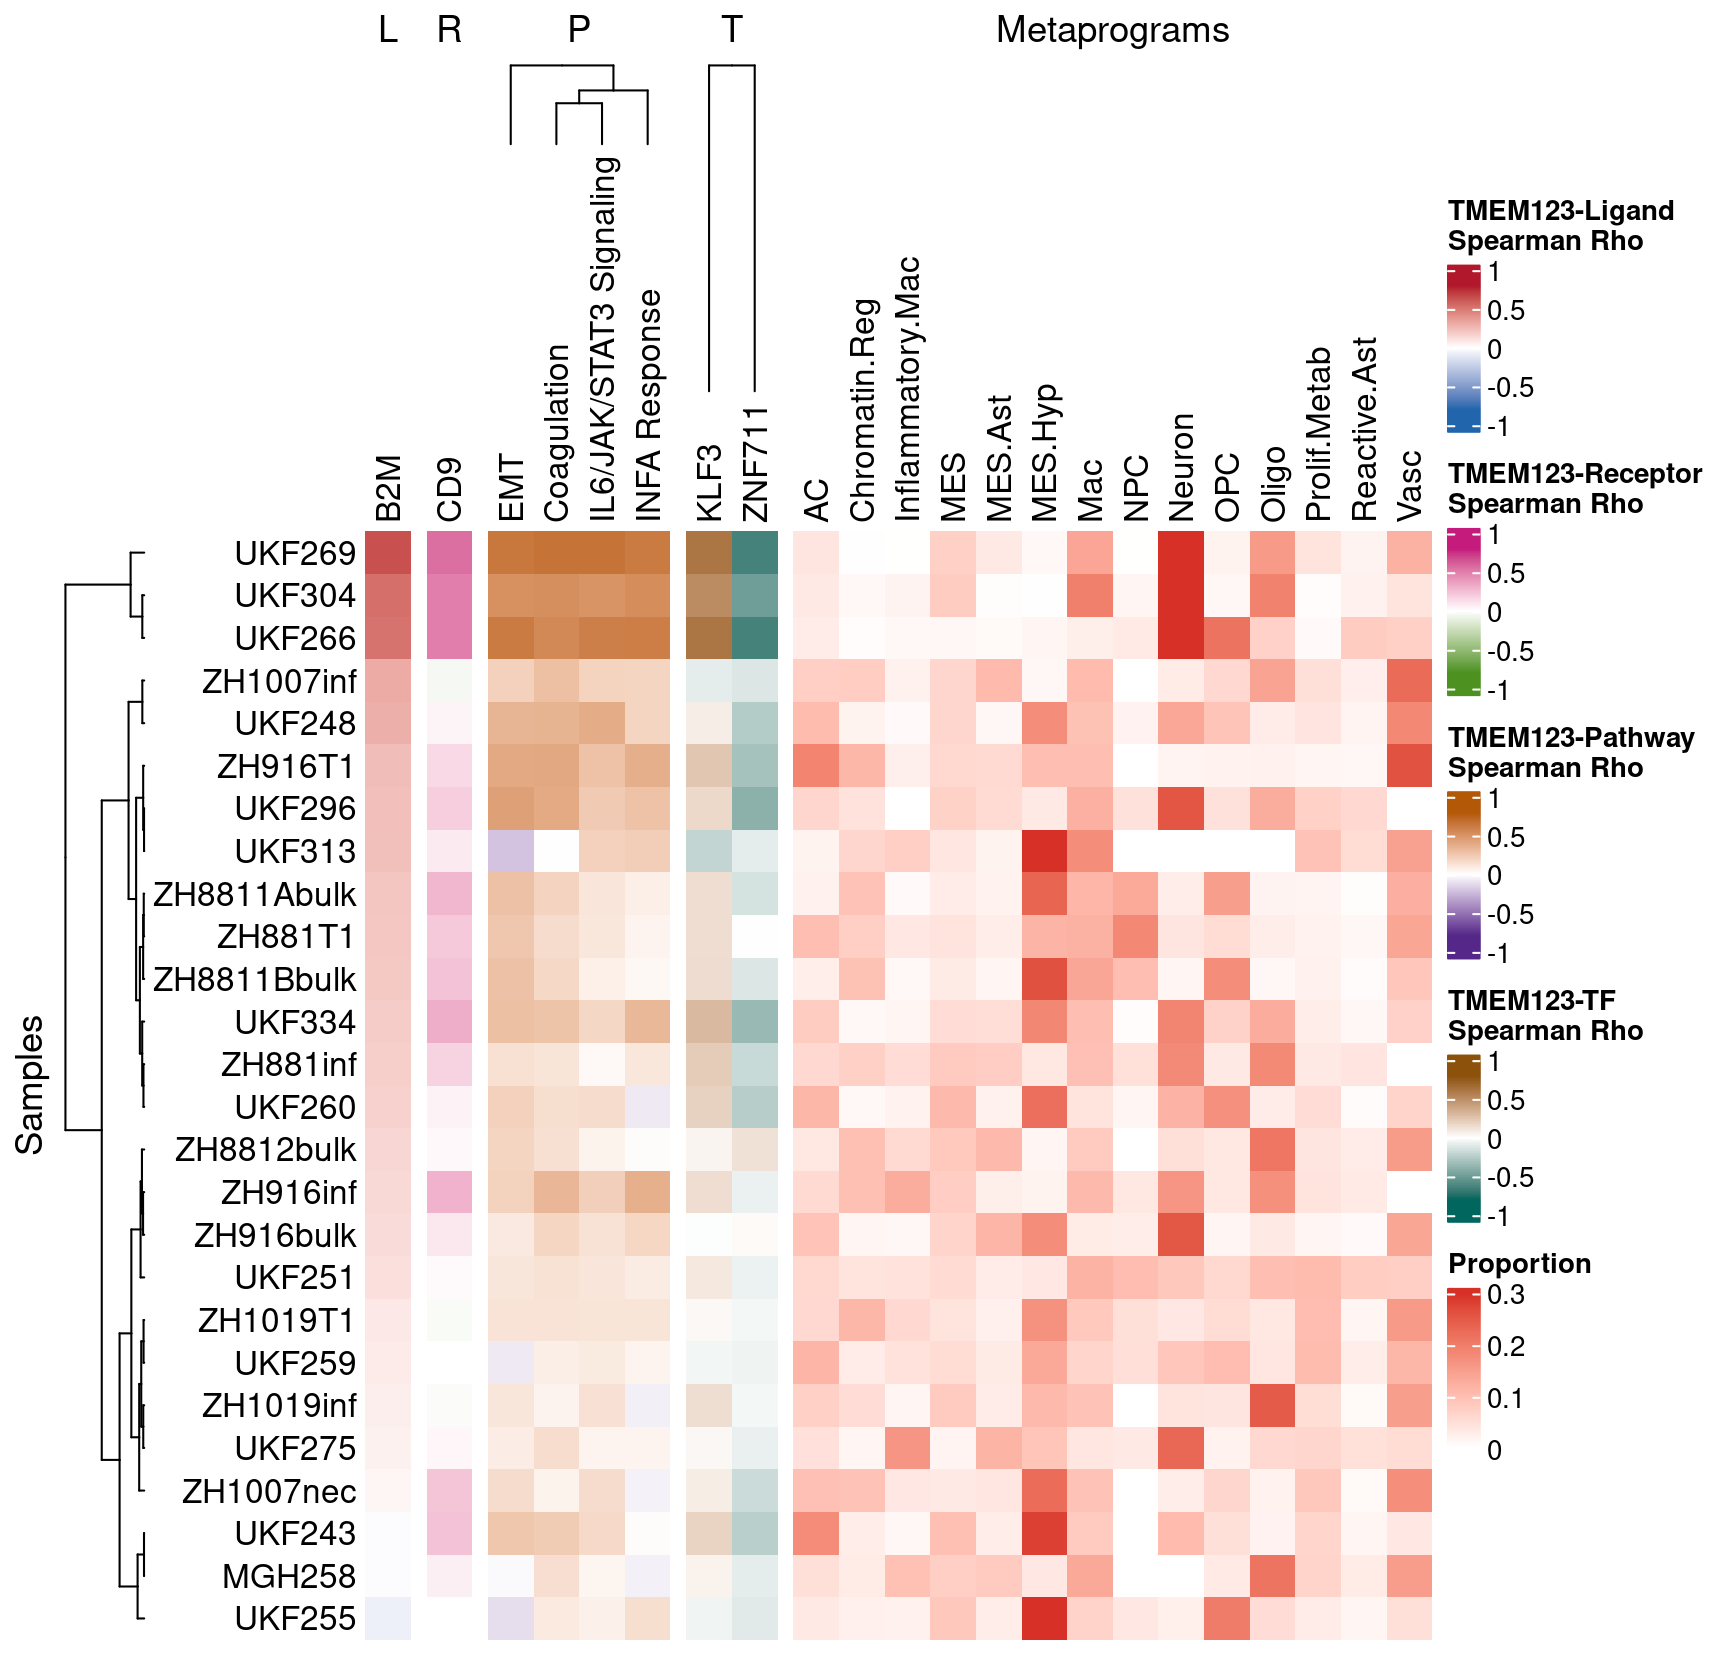 L R P T Metaprograms
B2M
CD9
EMT
Coagulation
IL6/JAK/STAT3 Signaling
INFA Response
KLF3
ZNF711
AC
Chromatin.Reg
Inflammatory.Mac
MES
MES.Ast
MES.Hyp
Mac
NPC
Neuron
OPC
Oligo
Prolif.Metab
Reactive.Ast
Vasc
Samples
UKF269
UKF304
UKF266
ZH1007inf
UKF248
ZH916T1
UKF296
UKF313
ZH8811Abulk
ZH881T1
ZH8811Bbulk
UKF334
ZH881inf
UKF260
ZH8812bulk
ZH916inf
ZH916bulk
UKF251
ZH1019T1
UKF259
ZH1019inf
UKF275
ZH1007nec
UKF243
MGH258
UKF255
TMEM123-Ligand
Spearman Rho
1
0.5
0
-0.5
-1
TMEM123-Receptor
Spearman Rho
1
0.5
0
-0.5
-1
TMEM123-Pathway
Spearman Rho
1
0.5
0
-0.5
-1
TMEM123-TF
Spearman Rho
1
0.5
0
-0.5
-1
Proportion
0.3
0.2
0.1
0